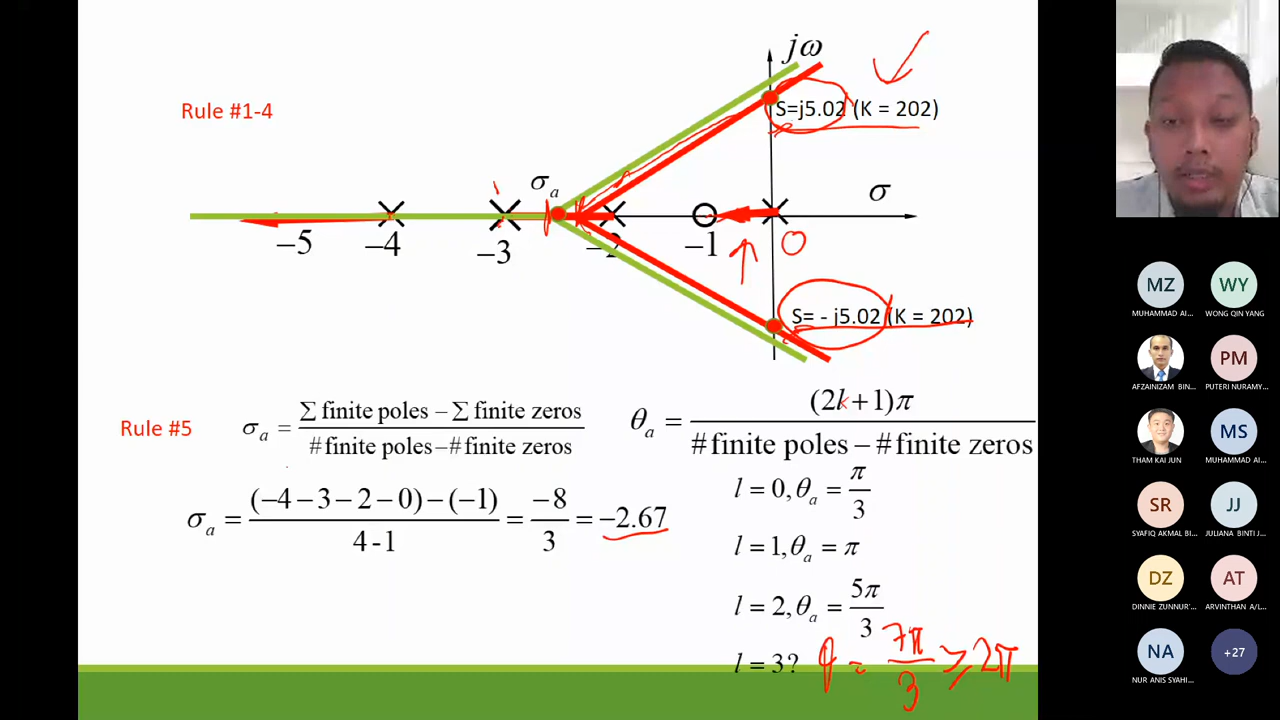 jω
Rule #1-4
S=j5.02 (K = 202)
σₐ
σ
−5 −4 −3 −2 −1 0
S= - j5.02 (K = 202)
Rule #5
σₐ = (∑ finite poles − ∑ finite zeros) / (# finite poles − # finite zeros)
θₐ = (2k+1)π / (# finite poles − # finite zeros)
σₐ = ((−4−3−2−0)−(−1)) / (4-1) = −8/3 = −2.67
l = 0, θₐ = π/3
l = 1, θₐ = π
l = 2, θₐ = 5π/3
l = 3? θ = 7π/3 ≥ 2π
MZ
MUHAMMAD AI...
WY
WONG QIN YANG
AFZAINIZAM BIN...
PM
PUTERI NURAMY...
THAM KAI JUN
MS
MUHAMMAD AI...
SR
SYAFIQ AKMAL BI...
JJ
JULIANA BINTI J...
DZ
DINNIE ZUNNUR'...
AT
ARVINTHAN A/L...
NA
NUR ANIS SYAHI...
+27